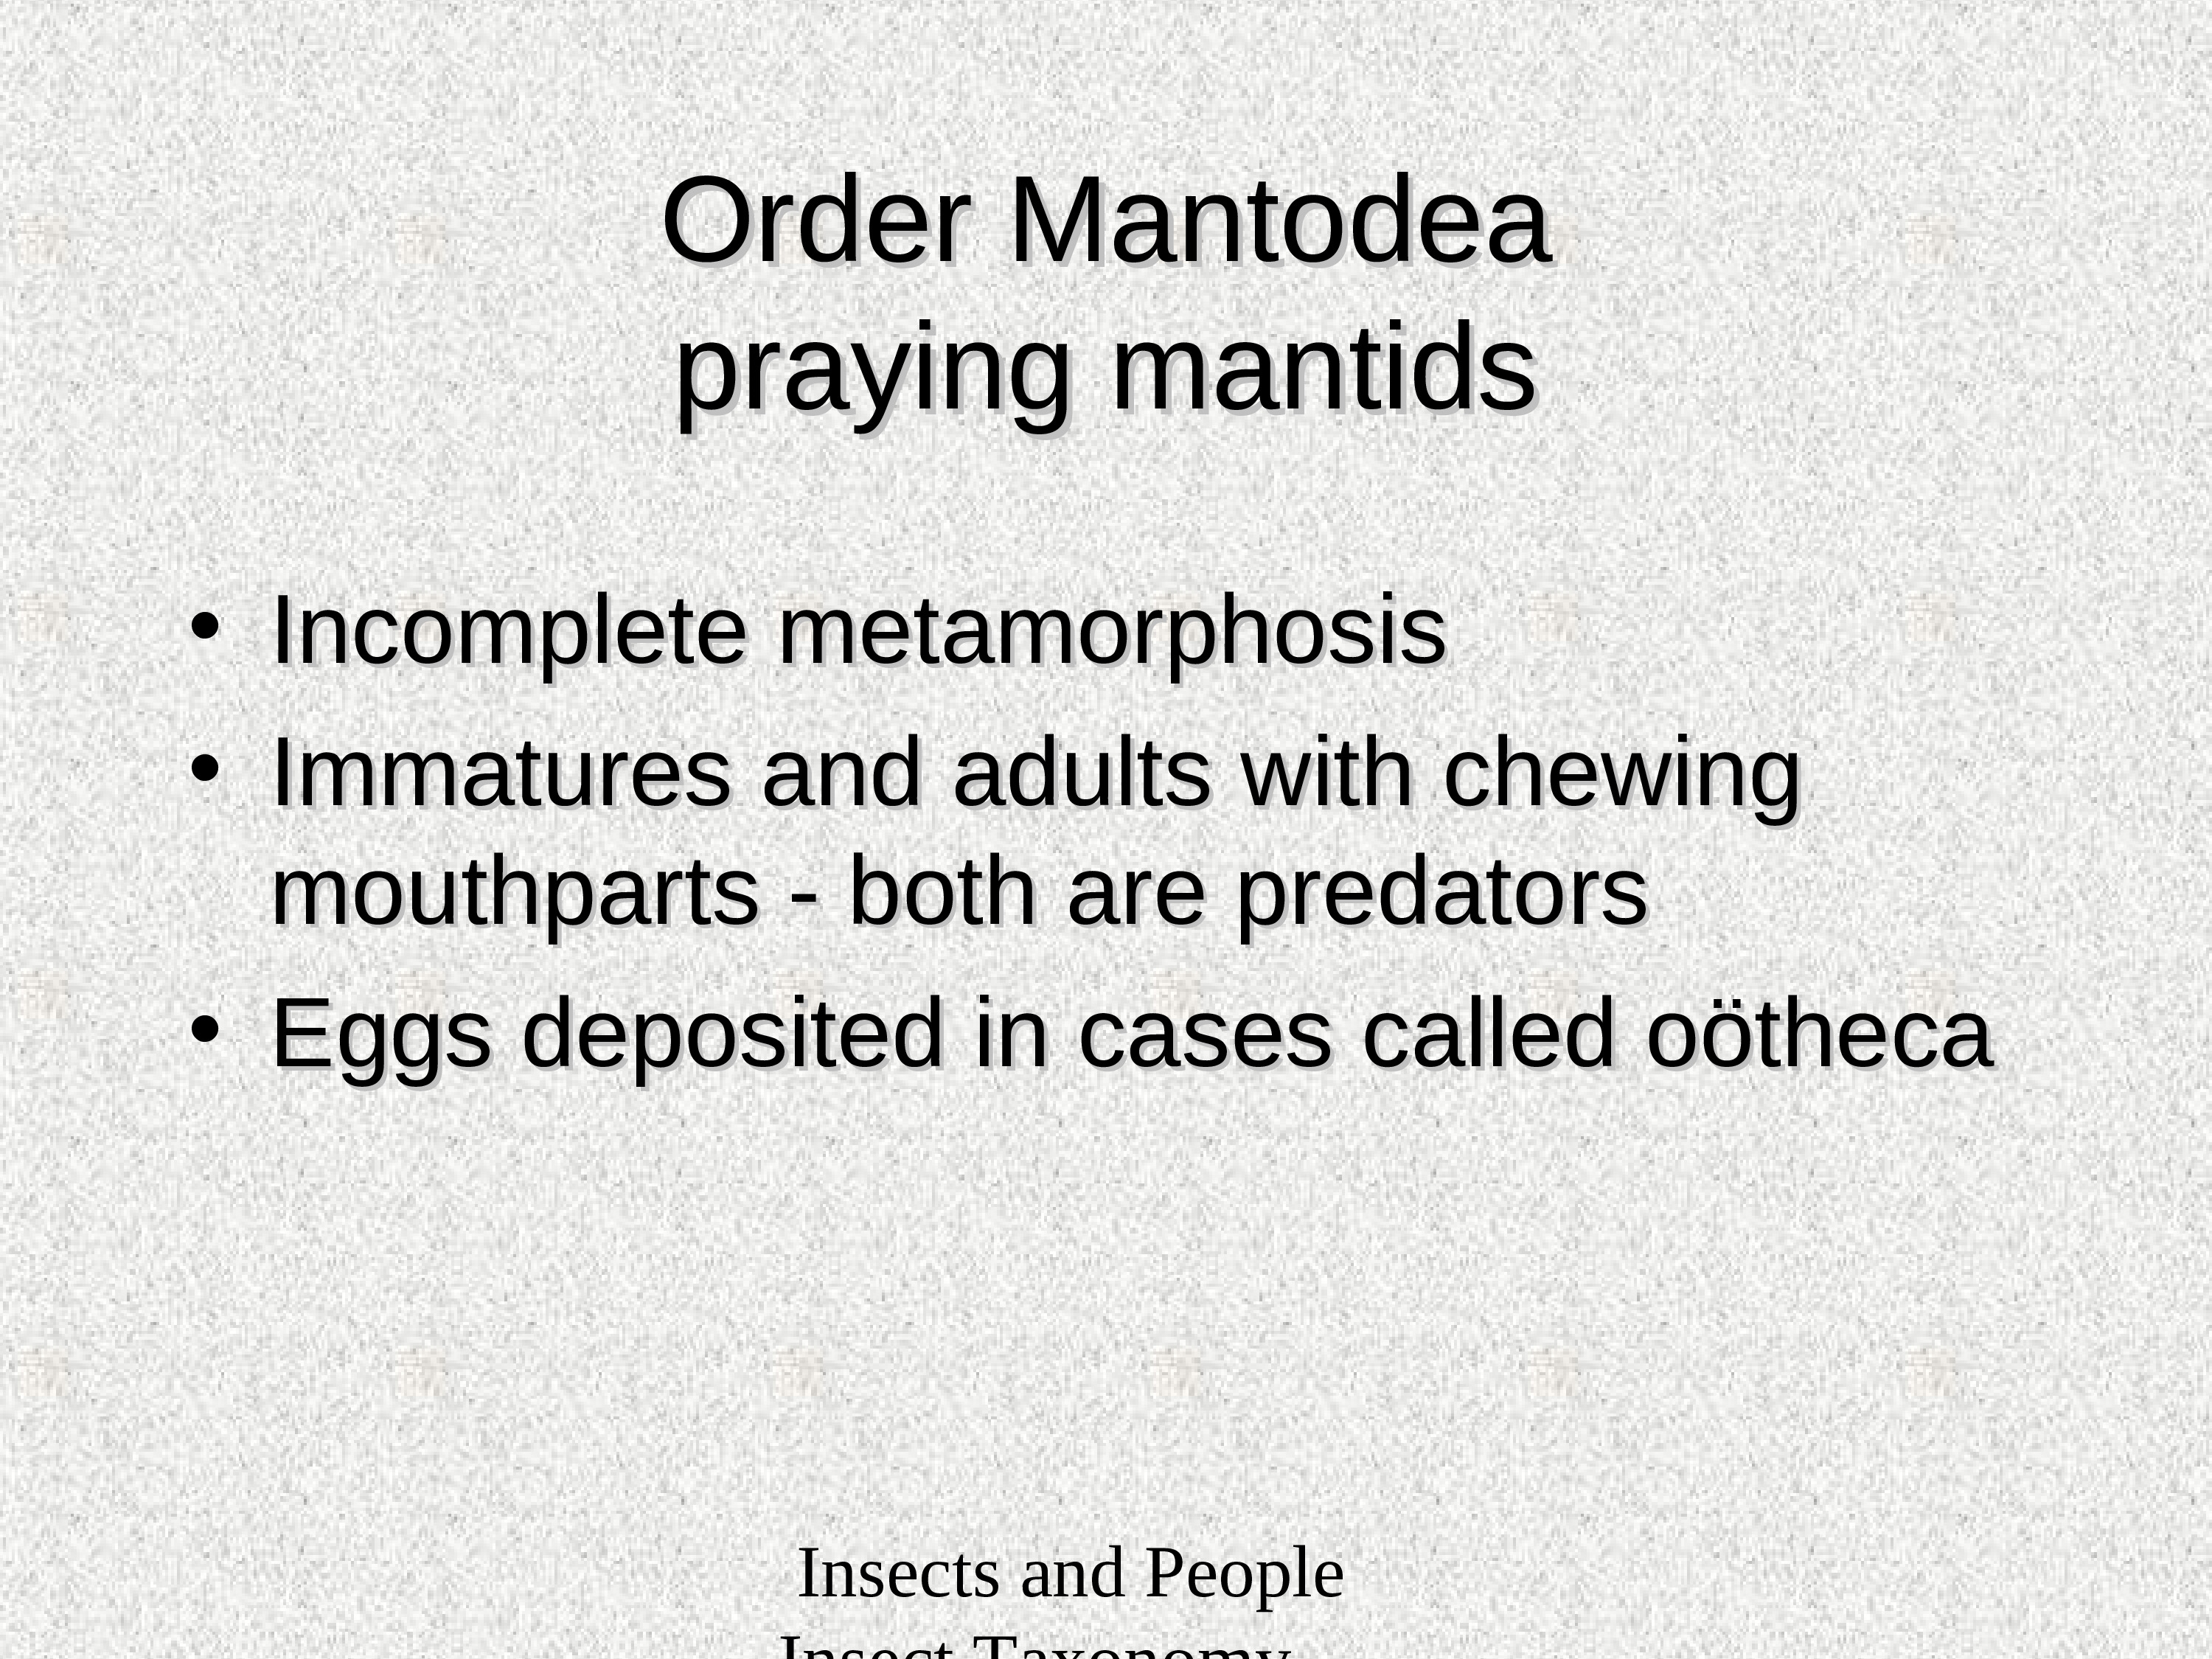 Order Mantodea
praying mantids
• Incomplete metamorphosis
• Immatures and adults with chewing
mouthparts - both are predators
• Eggs deposited in cases called oötheca
Insects and People
Insect Taxonomy